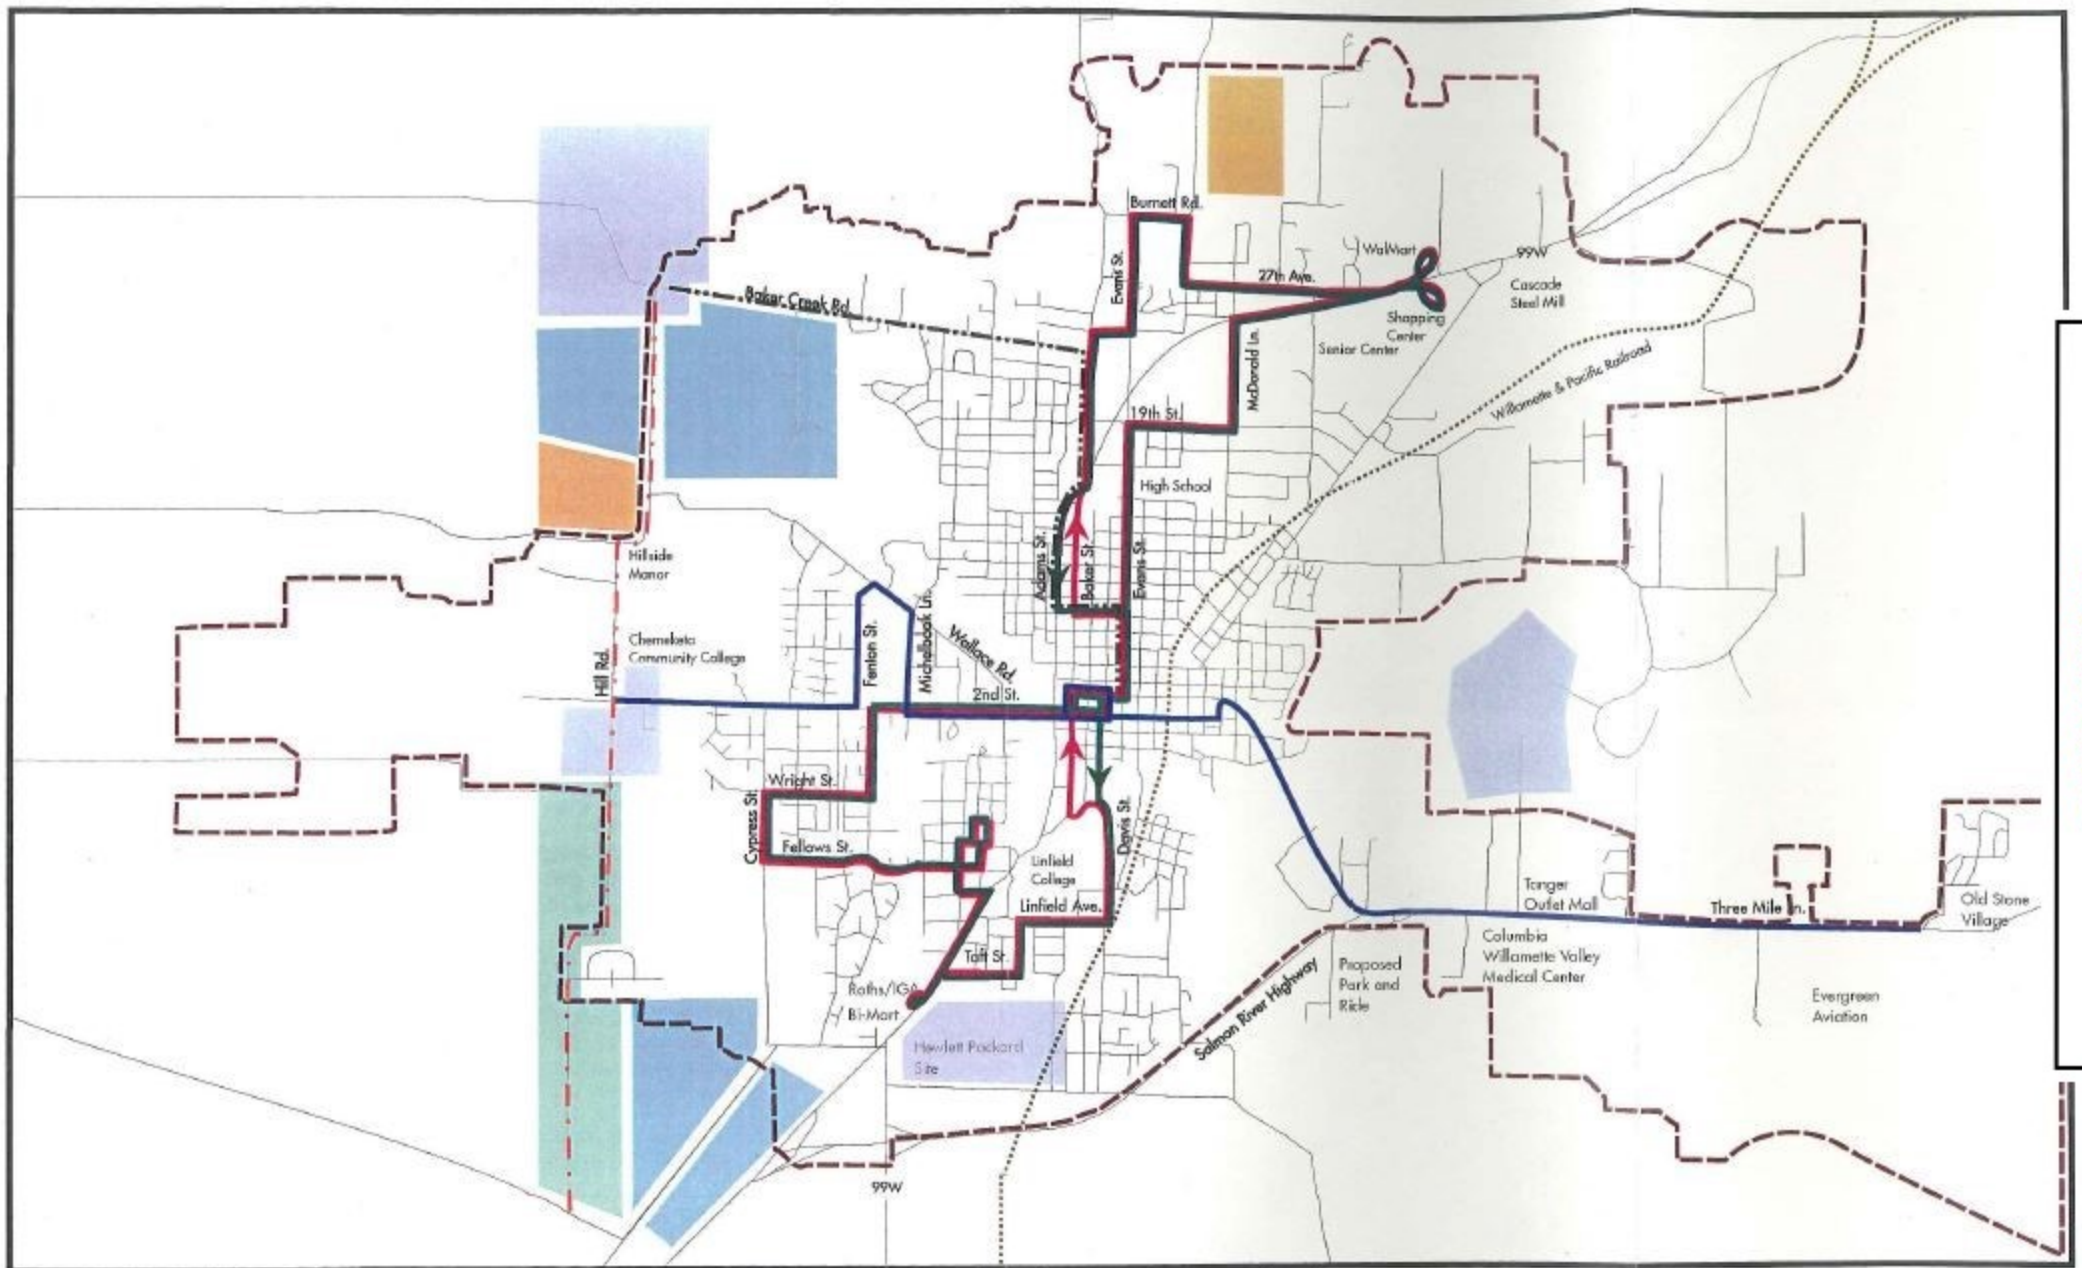 Burnett Rd.
Evans St.
WalMart
99W
27th Ave.
Cascade
Steel Mill
Baker Creek Rd.
Shopping
Center
Senior Center
McDonald Ln.
Willamette & Pacific Railroad
19th St.
High School
Adams St.
Baker St.
Evans St.
Hillside
Manor
Chemeketa
Community College
Hill Rd.
Fenton St.
Michelbook Ln.
Wallace Rd.
2nd St.
Wright St.
Cypress St.
Fellows St.
Davis St.
Linfield
College
Linfield Ave.
Taft St.
Roths/IGA
Bi-Mart
Hewlett Packard
Site
Salmon River Highway
Proposed
Park and
Ride
Tanger
Outlet Mall
Columbia
Willamette Valley
Medical Center
Three Mile Ln.
Old Stone
Village
Evergreen
Aviation
99W